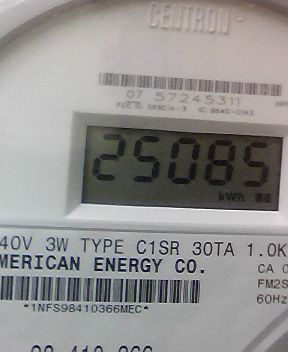 CENTRON
07 57245311
25085
kWh
40V 3W TYPE C1SR 30TA 1.0K
MERICAN ENERGY CO.
CA 0
FM2S
60Hz
*1NFS98410366MEC*